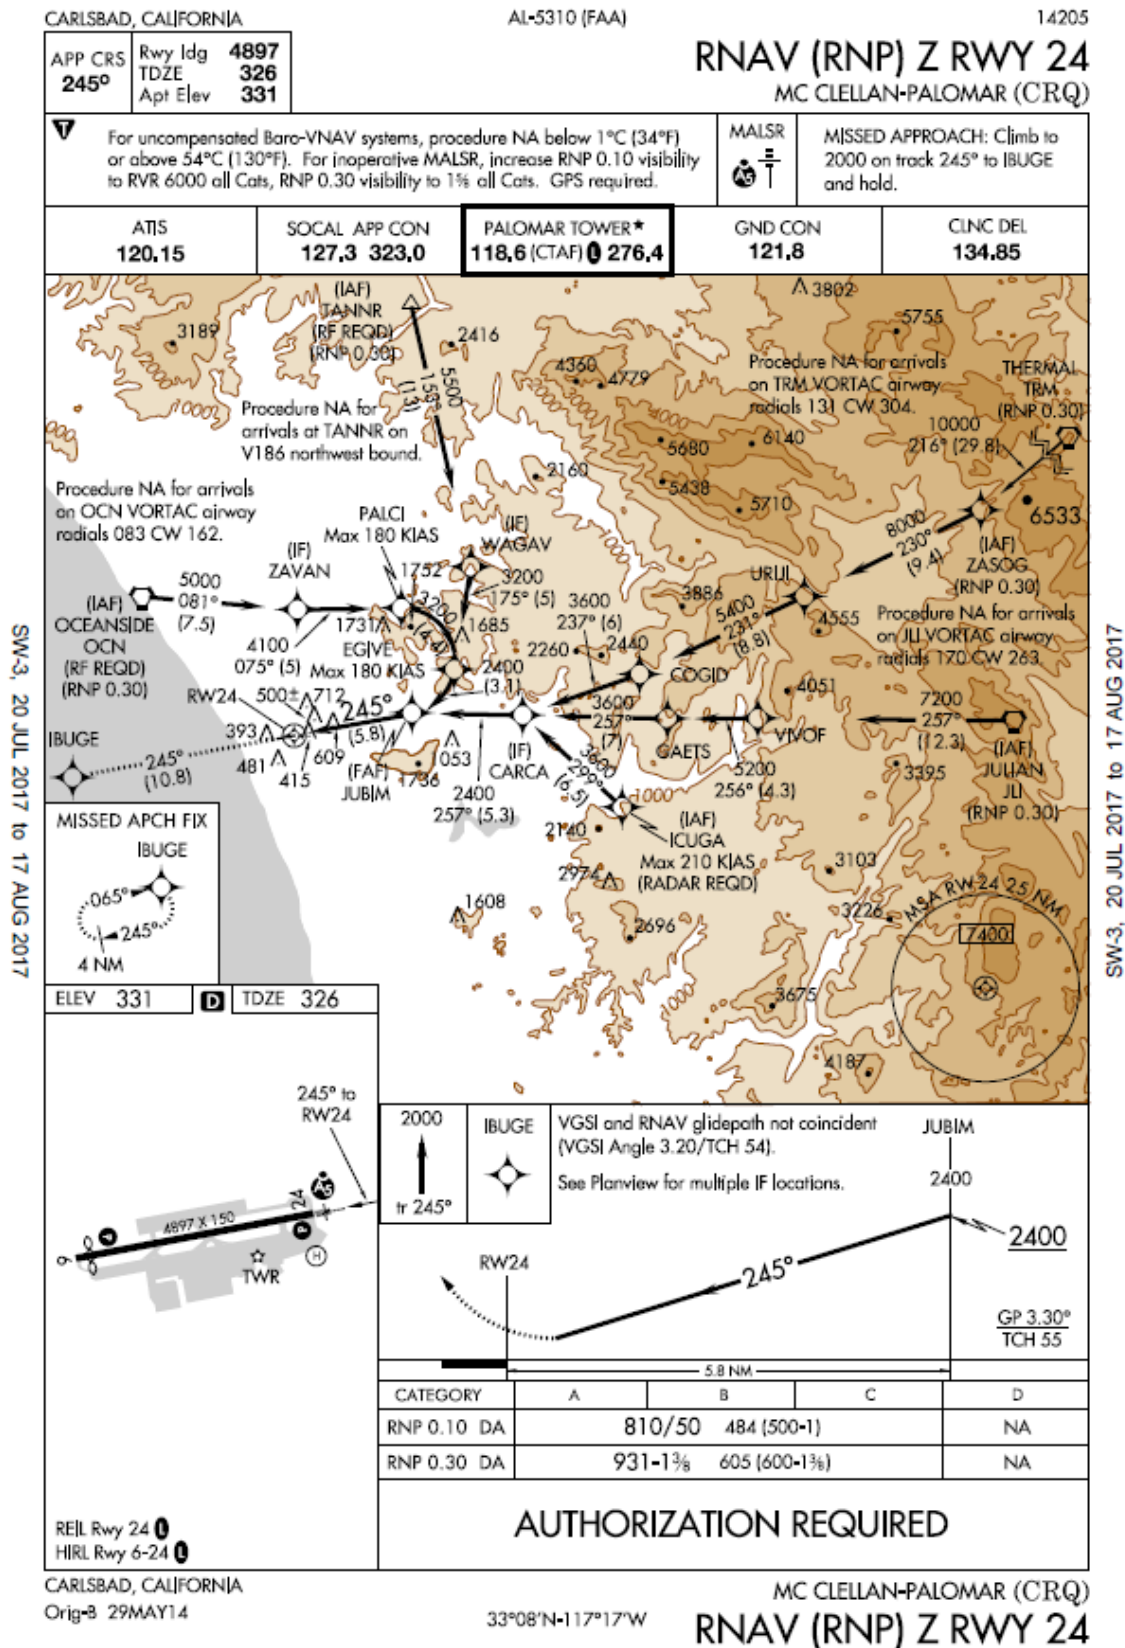 CARLSBAD, CALIFORNIA
AL-5310 (FAA)
14205
APP CRS
245°
Rwy ldg 4897
TDZE 326
Apt Elev 331
RNAV (RNP) Z RWY 24
MC CLELLAN-PALOMAR (CRQ)
T
For uncompensated Baro-VNAV systems, procedure NA below 1°C (34°F)
or above 54°C (130°F). For inoperative MALSR, increase RNP 0.10 visibility
to RVR 6000 all Cats, RNP 0.30 visibility to 1⅝ all Cats. GPS required.
MALSR
A5
MISSED APPROACH: Climb to
2000 on track 245° to IBUGE
and hold.
ATIS
120.15
SOCAL APP CON
127.3 323.0
PALOMAR TOWER★
118.6 (CTAF) L 276.4
GND CON
121.8
CLNC DEL
134.85
(IAF)
TANNR
(RF REQD)
(RNP 0.30)
3189
2416
3802
5755
4360
4779
5500
153°
(13)
Procedure NA for arrivals
on TRM VORTAC airway
radials 131 CW 304.
THERMAL
TRM
(RNP 0.30)
10000
216° (29.8)
Procedure NA for
arrivals at TANNR on
V186 northwest bound.
5680
6140
2160
5438
5710
6533
Procedure NA for arrivals
on OCN VORTAC airway
radials 083 CW 162.
PALCI
Max 180 KIAS
(IF)
WAGAV
8000
230°
(9.4)
(IAF)
ZASOG
(RNP 0.30)
(IF)
ZAVAN
1752
3200
175° (5)
URUJI
5000
081°
(7.5)
(IAF)
OCEANSIDE
OCN
(RF REQD)
(RNP 0.30)
3200
(4.4)
3600
237° (6)
3886
5400
231°
(8.8)
4555
Procedure NA for arrivals
on JLI VORTAC airway
radials 170 CW 263.
4100
075° (5)
1731
1685
EGIVE
Max 180 KIAS
2260
2440
2400
(3.1)
COGID
4051
RW24
500±
712
245°
(5.8)
393
481
415
609
3600
257°
(7)
7200
257°
(12.3)
IBUGE
245°
(10.8)
(FAF)
JUBIM
1736
053
(IF)
CARCA
GAETS
VIVOF
(IAF)
JULIAN
JLI
(RNP 0.30)
2400
257° (5.3)
3600
299°
(6.5)
5200
256° (4.3)
3395
1000
2140
(IAF)
ICUGA
Max 210 KIAS
(RADAR REQD)
MISSED APCH FIX
IBUGE
065°
245°
4 NM
2974
3103
1608
2696
3226
MSA RW 24 25 NM
7400
3675
4187
ELEV 331
D
TDZE 326
245° to
RW24
A5
24
4897 X 150
P
P
6
H
TWR
REIL Rwy 24 L
HIRL Rwy 6-24 L
2000
tr 245°
IBUGE
VGSI and RNAV glidepath not coincident
(VGSI Angle 3.20/TCH 54).
See Planview for multiple IF locations.
JUBIM
2400
2400
RW24
245°
GP 3.30°
TCH 55
5.8 NM
CATEGORY A B C D
RNP 0.10 DA 810/50 484 (500-1) NA
RNP 0.30 DA 931-1⅜ 605 (600-1⅜) NA
AUTHORIZATION REQUIRED
CARLSBAD, CALIFORNIA
Orig-B 29MAY14
33°08'N-117°17'W
MC CLELLAN-PALOMAR (CRQ)
RNAV (RNP) Z RWY 24
SW-3, 20 JUL 2017 to 17 AUG 2017
SW-3, 20 JUL 2017 to 17 AUG 2017